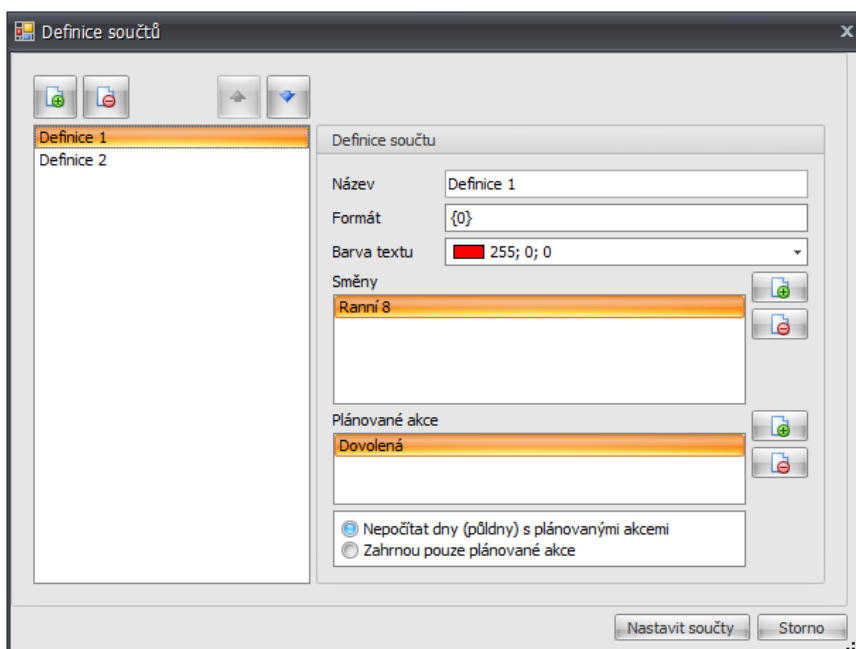 Definice součtů
Definice 1
Definice 2
Definice součtu
Název Definice 1
Formát {0}
Barva textu 255; 0; 0
Směny
Ranní 8
Plánované akce
Dovolená
Nepočítat dny (půldny) s plánovanými akcemi
Zahrnou pouze plánované akce
Nastavit součty Storno